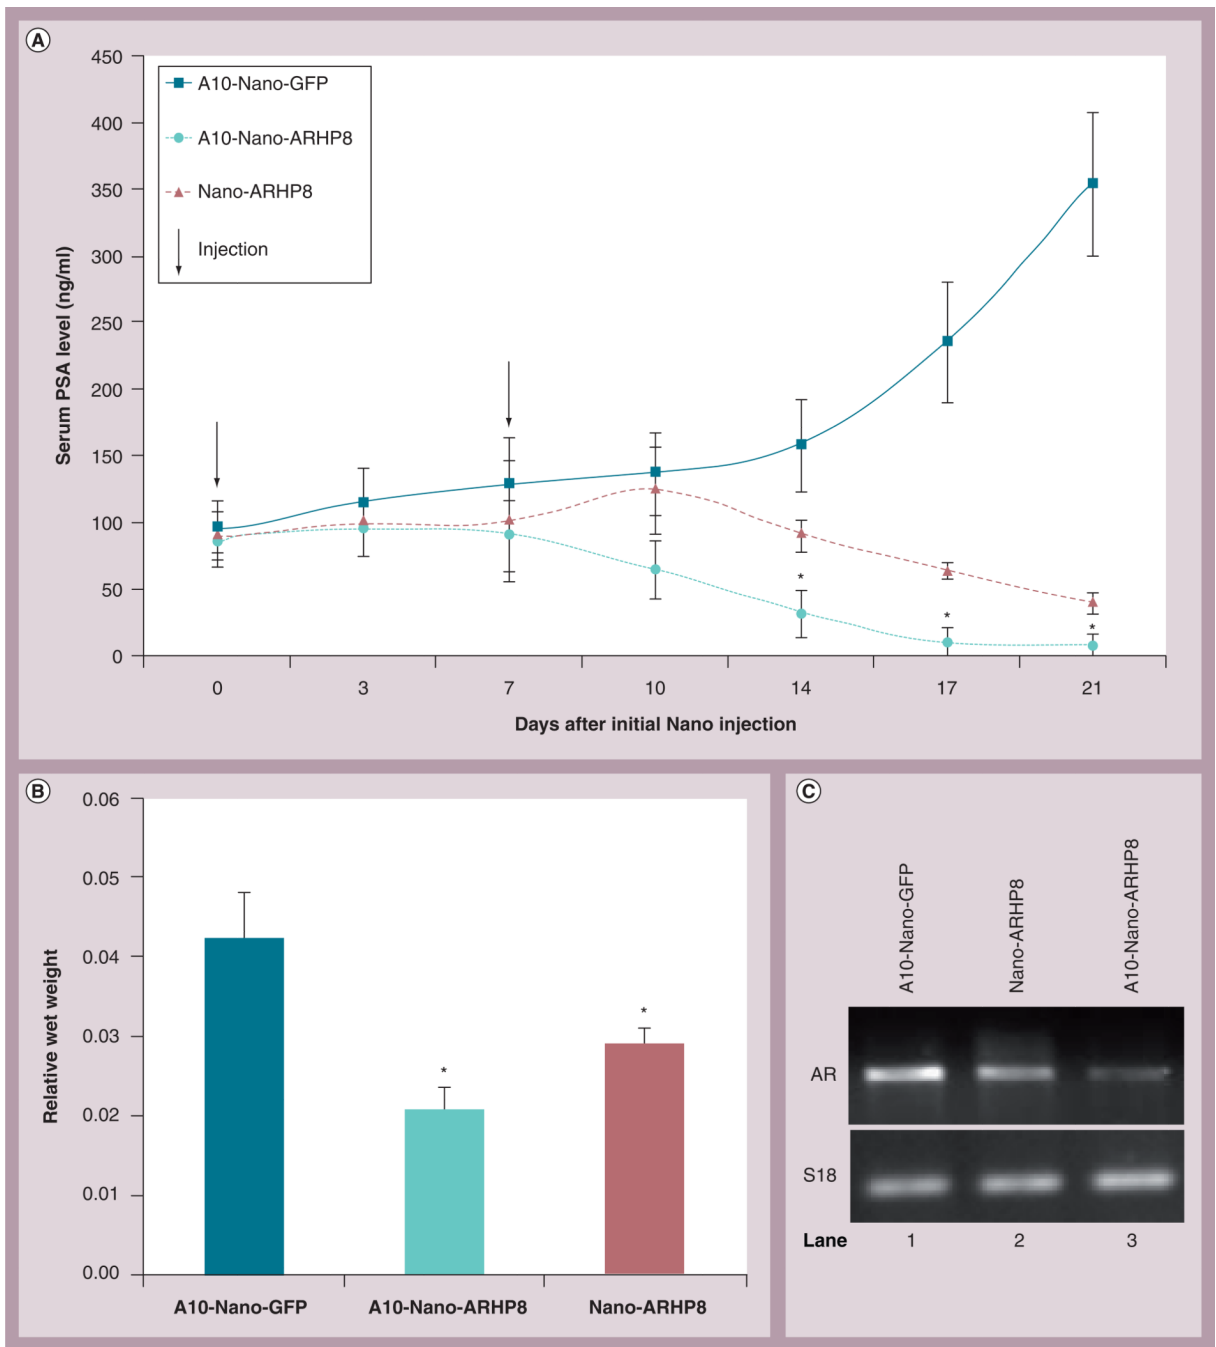 A
450
400
350
300
250
200
150
100
50
0
Serum PSA level (ng/ml)
A10-Nano-GFP
A10-Nano-ARHP8
Nano-ARHP8
Injection
*
*
*
0 3 7 10 14 17 21
Days after initial Nano injection
B
0.06
0.05
0.04
0.03
0.02
0.01
0.00
Relative wet weight
*
*
A10-Nano-GFP A10-Nano-ARHP8 Nano-ARHP8
C
A10-Nano-GFP
Nano-ARHP8
A10-Nano-ARHP8
AR
S18
Lane 1 2 3